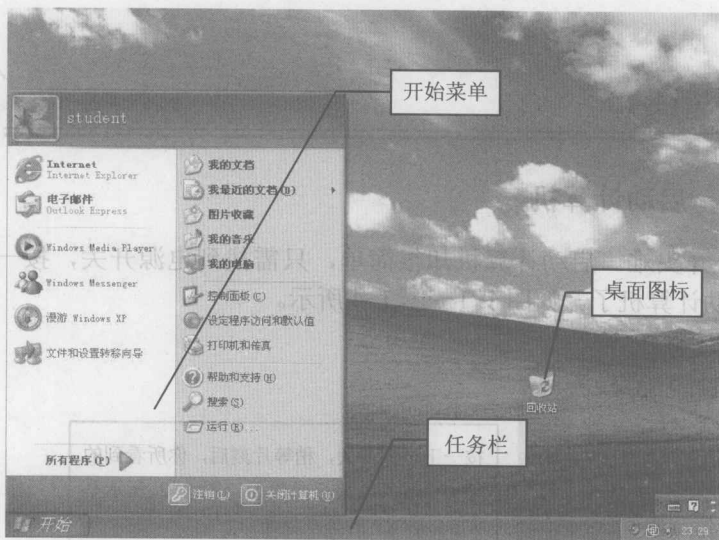 开始菜单
student
Internet
Internet Explorer
电子邮件
Outlook Express
Windows Media Player
Windows Messenger
漫游 Windows XP
文件和设置转移向导
所有程序(P)
我的文档
我最近的文档(D)
图片收藏
我的音乐
我的电脑
控制面板(C)
设定程序访问和默认值
打印机和传真
帮助和支持(H)
搜索(S)
运行(R)...
注销(L)
关闭计算机(U)
桌面图标
回收站
任务栏
开始
23:29